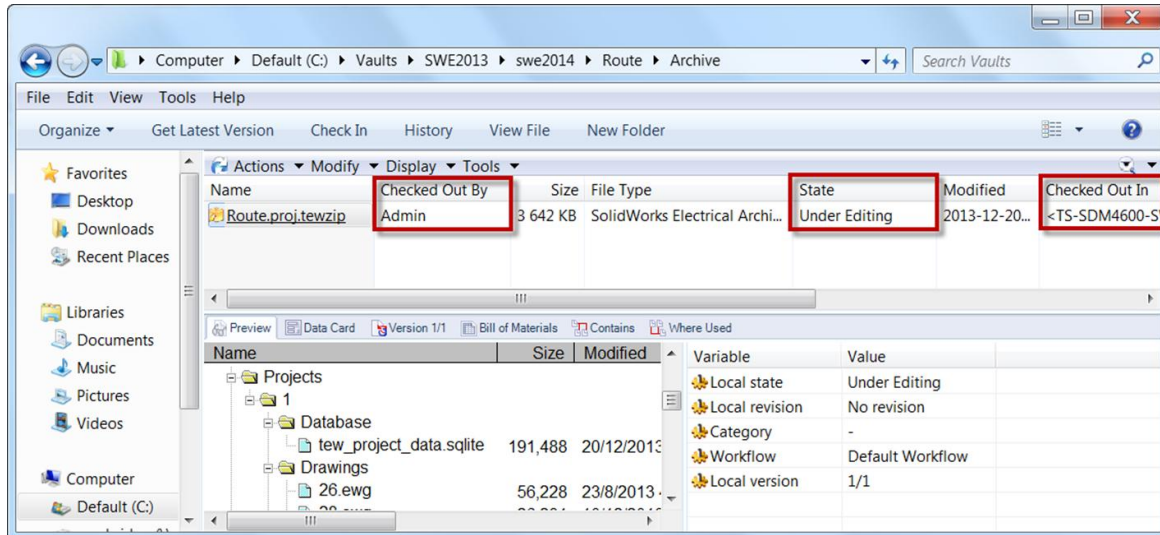 Computer Default (C:) Vaults SWE2013 swe2014 Route Archive Search Vaults
File Edit View Tools Help
Organize Get Latest Version Check In History View File New Folder
Favorites
Desktop
Downloads
Recent Places
Libraries
Documents
Music
Pictures
Videos
Computer
Default (C:)
Actions Modify Display Tools
Name Checked Out By Size File Type State Modified Checked Out In
Route.proj.tewzip Admin 3 642 KB SolidWorks Electrical Archi... Under Editing 2013-12-20... <TS-SDM4600-S
Preview Data Card Version 1/1 Bill of Materials Contains Where Used
Name Size Modified
Projects
1
Database
tew_project_data.sqlite 191,488 20/12/2013
Drawings
26.ewg 56,228 23/8/2013
Variable Value
Local state Under Editing
Local revision No revision
Category -
Workflow Default Workflow
Local version 1/1